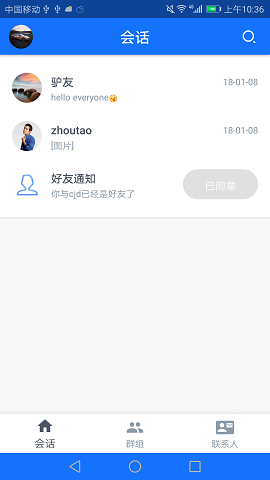 中国移动 上午10:36
会话
驴友 18-01-08
hello everyone😘
zhoutao 18-01-08
[图片]
好友通知
你与cjd已经是好友了
已同意
会话 群组 联系人